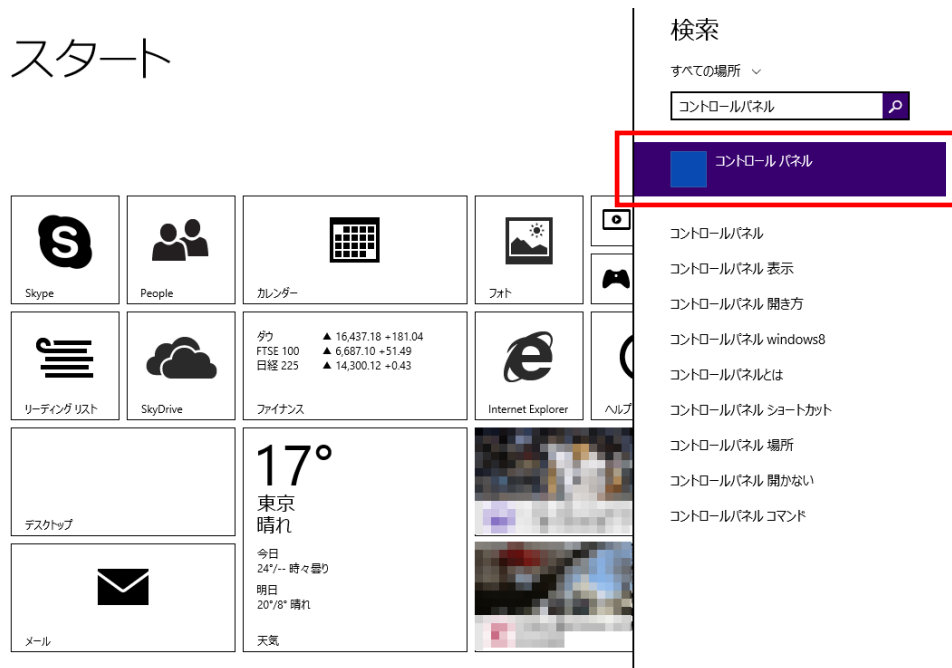 スタート
検索
すべての場所
コントロールパネル
コントロール パネル
コントロールパネル
コントロールパネル 表示
コントロールパネル 開き方
コントロールパネル windows8
コントロールパネルとは
コントロールパネル ショートカット
コントロールパネル 場所
コントロールパネル 開かない
コントロールパネル コマンド
Skype
People
カレンダー
フォト
リーディング リスト
SkyDrive
ダウ ▲ 16,437.18 +181.04
FTSE 100 ▲ 6,687.10 +51.49
日経 225 ▲ 14,300.12 +0.43
ファイナンス
Internet Explorer
ヘルプ
デスクトップ
17°
東京
晴れ
今日
24°/-- 時々曇り
明日
20°/8° 晴れ
天気
メール